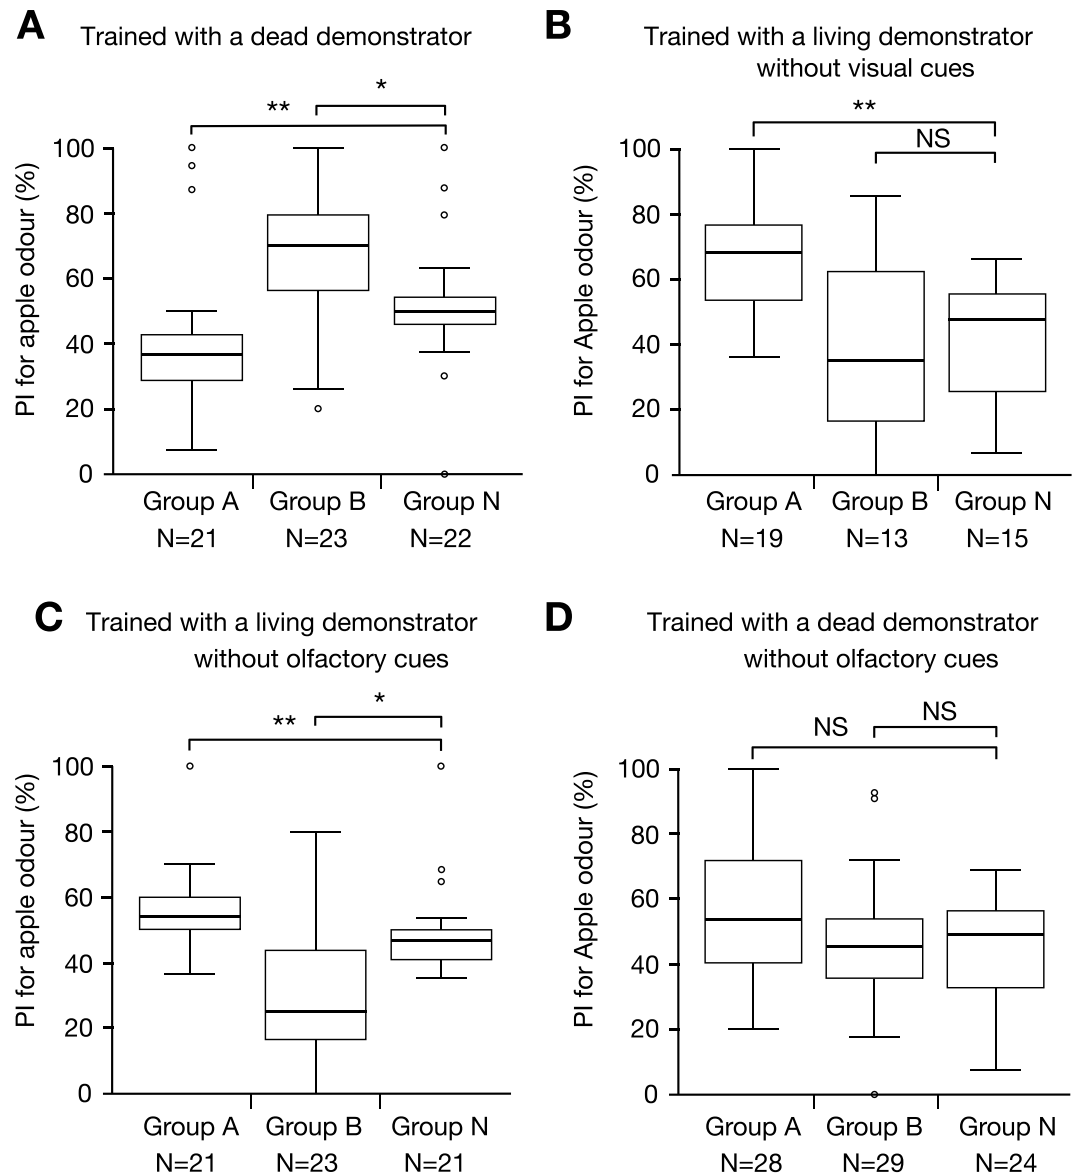 A Trained with a dead demonstrator
** *
PI for apple odour (%)
100
80
60
40
20
0
Group A Group B Group N
N=21 N=23 N=22
B Trained with a living demonstrator
without visual cues
**
NS
PI for Apple odour (%)
100
80
60
40
20
0
Group A Group B Group N
N=19 N=13 N=15
C Trained with a living demonstrator
without olfactory cues
** *
PI for apple odour (%)
100
80
60
40
20
0
Group A Group B Group N
N=21 N=23 N=21
D Trained with a dead demonstrator
without olfactory cues
NS NS
PI for Apple odour (%)
100
80
60
40
20
0
Group A Group B Group N
N=28 N=29 N=24